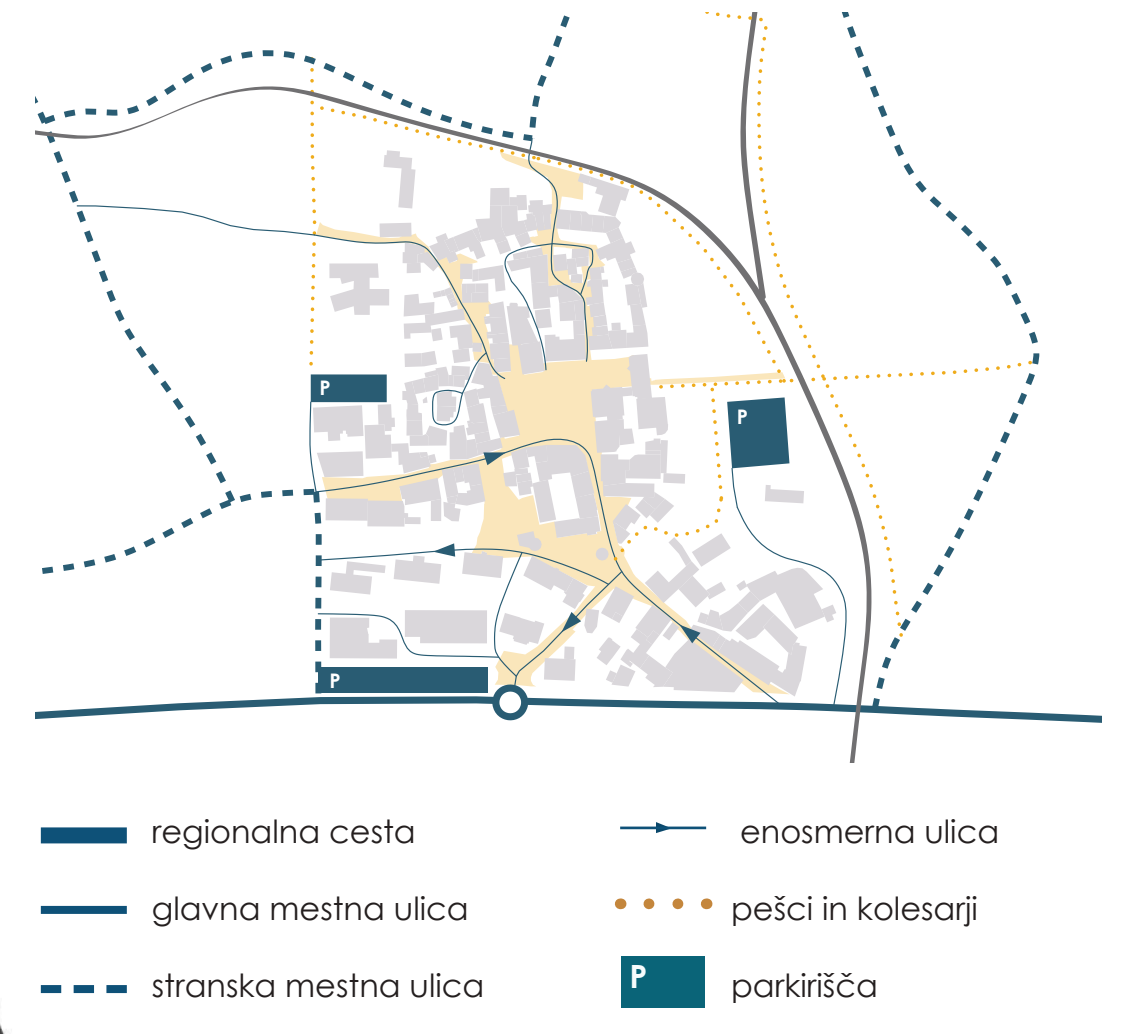 P
P
P
regionalna cesta
enosmerna ulica
glavna mestna ulica
pešci in kolesarji
stranska mestna ulica
P
parkirišča